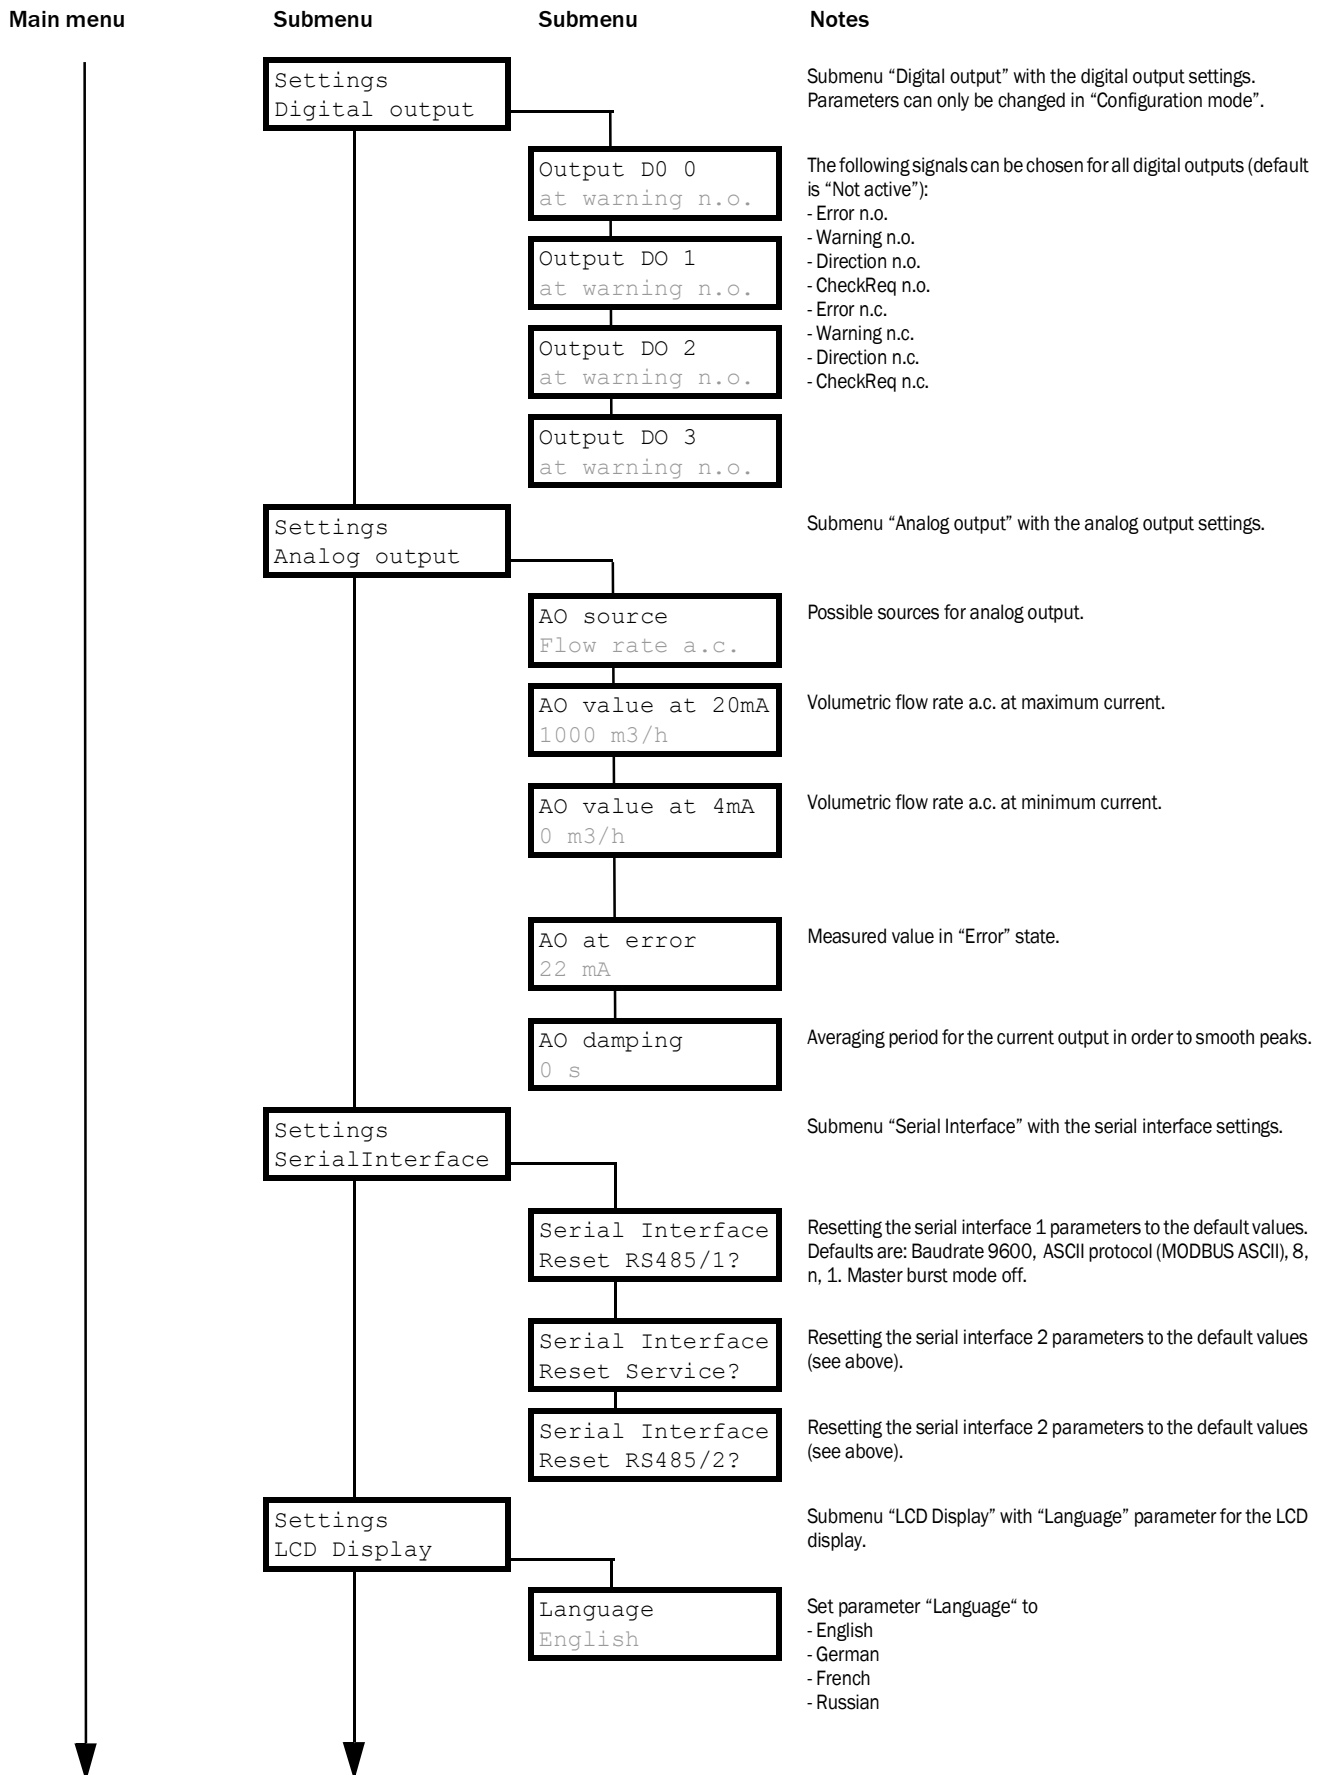 Main menu Submenu Submenu Notes
Settings
Digital output
Submenu “Digital output” with the digital output settings.
Parameters can only be changed in “Configuration mode”.
Output D0 0
at warning n.o.
Output DO 1
at warning n.o.
Output DO 2
at warning n.o.
Output DO 3
at warning n.o.
The following signals can be chosen for all digital outputs (default
is “Not active”):
- Error n.o.
- Warning n.o.
- Direction n.o.
- CheckReq n.o.
- Error n.c.
- Warning n.c.
- Direction n.c.
- CheckReq n.c.
Settings
Analog output
Submenu “Analog output” with the analog output settings.
AO source
Flow rate a.c.
Possible sources for analog output.
AO value at 20mA
1000 m3/h
Volumetric flow rate a.c. at maximum current.
AO value at 4mA
0 m3/h
Volumetric flow rate a.c. at minimum current.
AO at error
22 mA
Measured value in “Error” state.
AO damping
0 s
Averaging period for the current output in order to smooth peaks.
Settings
SerialInterface
Submenu “Serial Interface” with the serial interface settings.
Serial Interface
Reset RS485/1?
Resetting the serial interface 1 parameters to the default values.
Defaults are: Baudrate 9600, ASCII protocol (MODBUS ASCII), 8,
n, 1. Master burst mode off.
Serial Interface
Reset Service?
Resetting the serial interface 2 parameters to the default values
(see above).
Serial Interface
Reset RS485/2?
Resetting the serial interface 2 parameters to the default values
(see above).
Settings
LCD Display
Submenu “LCD Display” with “Language” parameter for the LCD
display.
Language
English
Set parameter “Language“ to
- English
- German
- French
- Russian